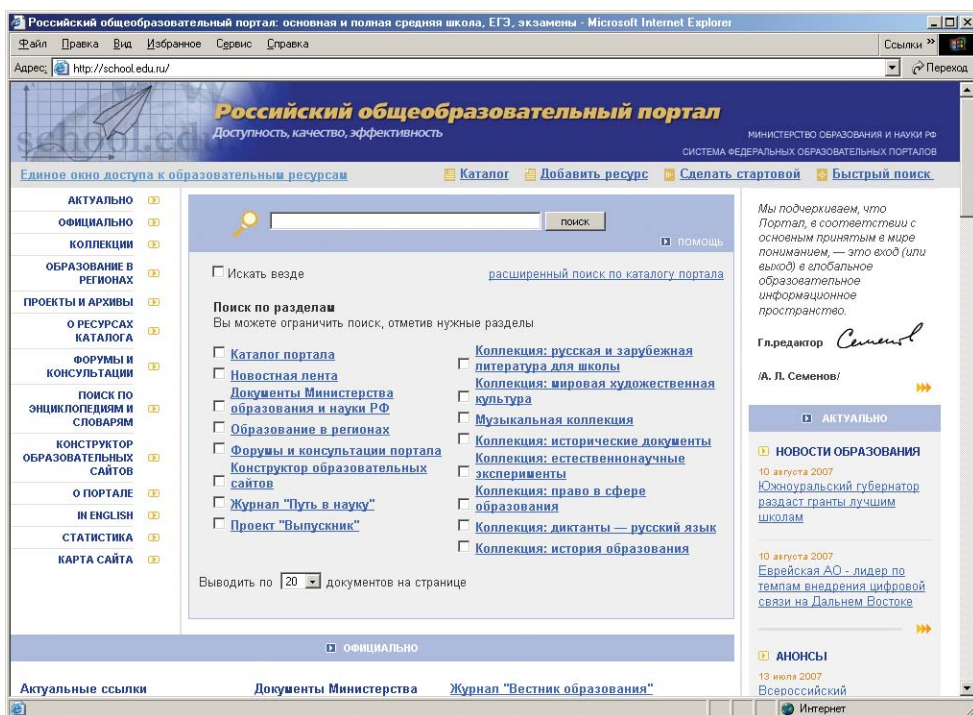 Российский общеобразовательный портал: основная и полная средняя школа, ЕГЭ, экзамены - Microsoft Internet Explorer
Файл Правка Вид Избранное Сервис Справка
Ссылки »
Адрес: http://school.edu.ru/
Переход
school.edu.
Российский общеобразовательный портал
Доступность, качество, эффективность
МИНИСТЕРСТВО ОБРАЗОВАНИЯ И НАУКИ РФ
СИСТЕМА ФЕДЕРАЛЬНЫХ ОБРАЗОВАТЕЛЬНЫХ ПОРТАЛОВ
Единое окно доступа к образовательным ресурсам
Каталог Добавить ресурс Сделать стартовой Быстрый поиск
АКТУАЛЬНО
ОФИЦИАЛЬНО
КОЛЛЕКЦИИ
ОБРАЗОВАНИЕ В
РЕГИОНАХ
ПРОЕКТЫ И АРХИВЫ
О РЕСУРСАХ
КАТАЛОГА
ФОРУМЫ И
КОНСУЛЬТАЦИИ
ПОИСК ПО
ЭНЦИКЛОПЕДИЯМ И
СЛОВАРЯМ
КОНСТРУКТОР
ОБРАЗОВАТЕЛЬНЫХ
САЙТОВ
О ПОРТАЛЕ
IN ENGLISH
СТАТИСТИКА
КАРТА САЙТА
поиск
ПОМОЩЬ
Искать везде
расширенный поиск по каталогу портала
Поиск по разделам
Вы можете ограничить поиск, отметив нужные разделы
Каталог портала
Новостная лента
Документы Министерства
образования и науки РФ
Образование в регионах
Форумы и консультации портала
Конструктор образовательных
сайтов
Журнал "Путь в науку"
Проект "Выпускник"
Коллекция: русская и зарубежная
литература для школы
Коллекция: мировая художественная
культура
Музыкальная коллекция
Коллекция: исторические документы
Коллекция: естественнонаучные
эксперименты
Коллекция: право в сфере
образования
Коллекция: диктанты — русский язык
Коллекция: история образования
Выводить по 20 документов на странице
ОФИЦИАЛЬНО
Актуальные ссылки
Документы Министерства
Журнал "Вестник образования"
Мы подчеркиваем, что
Портал, в соответствии с
основным принятым в мире
пониманием, — это вход (или
выход) в глобальное
образовательное
информационное
пространство.
Гл.редактор
/А. Л. Семенов/
АКТУАЛЬНО
НОВОСТИ ОБРАЗОВАНИЯ
10 августа 2007
Южноуральский губернатор
раздаст гранты лучшим
школам
10 августа 2007
Еврейская АО - лидер по
темпам внедрения цифровой
связи на Дальнем Востоке
АНОНСЫ
13 июля 2007
Всероссийский
Интернет